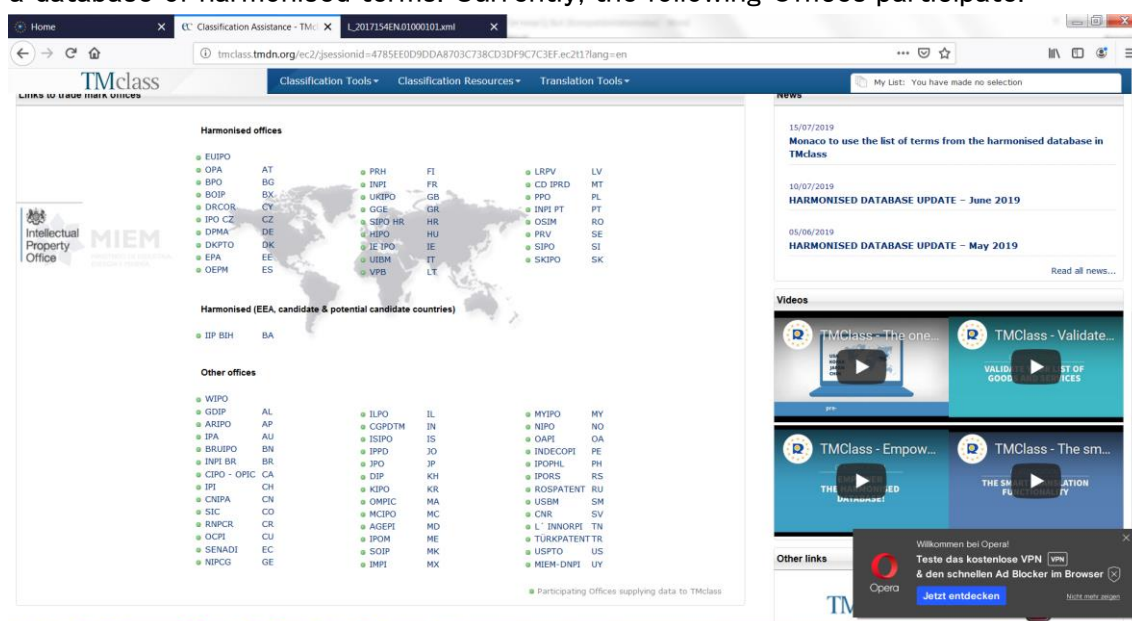 a database of harmonised terms. Currently, the following Offices participate:
Home
Classification Assistance - TMcl
L_2017154EN.01000101.xml
tmclass.tmdn.org/ec2/;jsessionid=4785EE0D9DDA8703C738CD3DF9C7C3EF.ec2t1?lang=en
TMclass
Classification Tools
Classification Resources
Translation Tools
My List: You have made no selection
Links to trade mark offices
Harmonised offices
EUIPO
OPA AT
BPO BG
BOIP BX
DRCOR CY
IPO CZ CZ
DPMA DE
DKPTO DK
EPA EE
OEPM ES
PRH FI
INPI FR
UKIPO GB
GGE GR
SIPO HR HR
HIPO HU
IE IPO IE
UIBM IT
VPB LT
LRPV LV
CD IPRD MT
PPO PL
INPI PT PT
OSIM RO
PRV SE
SIPO SI
SKIPO SK
Intellectual
Property
Office
MIEM
Harmonised (EEA, candidate & potential candidate countries)
IIP BIH BA
Other offices
WIPO
GDIP AL
ARIPO AP
IPA AU
BRUIPO BN
INPI BR BR
CIPO - OPIC CA
IPI CH
CNIPA CN
SIC CO
RNPCR CR
OCPI CU
SENADI EC
NIPCG GE
ILPO IL
CGPDTM IN
ISIPO IS
IPPD JO
JPO JP
DIP KH
KIPO KR
OMPIC MA
MCIPO MC
AGEPI MD
IPOM ME
SOIP MK
IMPI MX
MYIPO MY
NIPO NO
OAPI OA
INDECOPI PE
IPOPHL PH
IPORS RS
ROSPATENT RU
USBM SM
CNR SV
L´INNORPI TN
TÜRKPATENT TR
USPTO US
MIEM-DNPI UY
Participating Offices supplying data to TMclass
News
15/07/2019
Monaco to use the list of terms from the harmonised database in
TMclass
10/07/2019
HARMONISED DATABASE UPDATE – June 2019
05/06/2019
HARMONISED DATABASE UPDATE – May 2019
Read all news...
Videos
TMClass - The one...
TMClass - Validate...
TMClass - Empow...
TMClass - The sm...
Other links
Willkommen bei Opera!
Teste das kostenlose VPN VPN
& den schnellen Ad Blocker im Browser
Opera
Jetzt entdecken
Nicht mehr zeigen